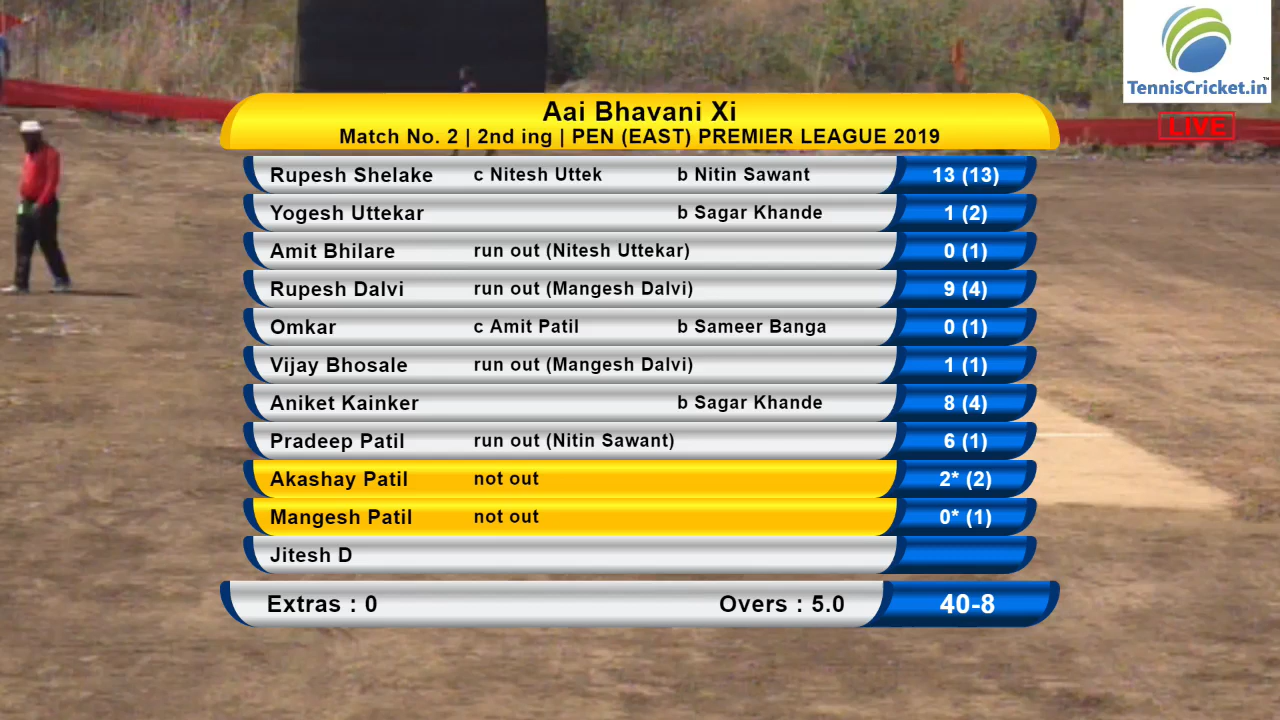 TennisCricket.in™
LIVE
Aai Bhavani Xi
Match No. 2 | 2nd ing | PEN (EAST) PREMIER LEAGUE 2019
Rupesh Shelake c Nitesh Uttek b Nitin Sawant 13 (13)
Yogesh Uttekar b Sagar Khande 1 (2)
Amit Bhilare run out (Nitesh Uttekar) 0 (1)
Rupesh Dalvi run out (Mangesh Dalvi) 9 (4)
Omkar c Amit Patil b Sameer Banga 0 (1)
Vijay Bhosale run out (Mangesh Dalvi) 1 (1)
Aniket Kainker b Sagar Khande 8 (4)
Pradeep Patil run out (Nitin Sawant) 6 (1)
Akashay Patil not out 2* (2)
Mangesh Patil not out 0* (1)
Jitesh D
Extras : 0 Overs : 5.0 40-8